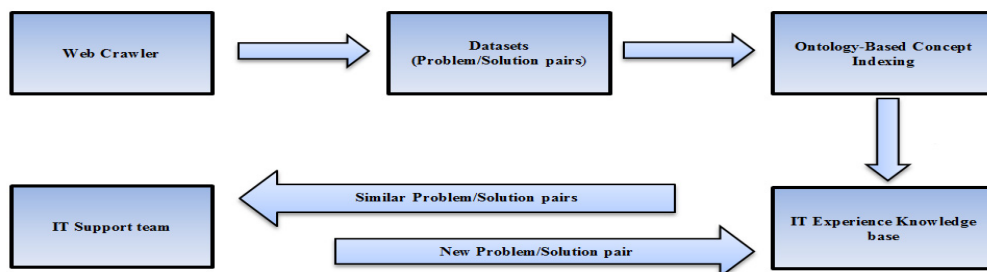 Web Crawler
Datasets
(Problem/Solution pairs)
Ontology-Based Concept
Indexing
Similar Problem/Solution pairs
IT Support team
IT Experience Knowledge
base
New Problem/Solution pair